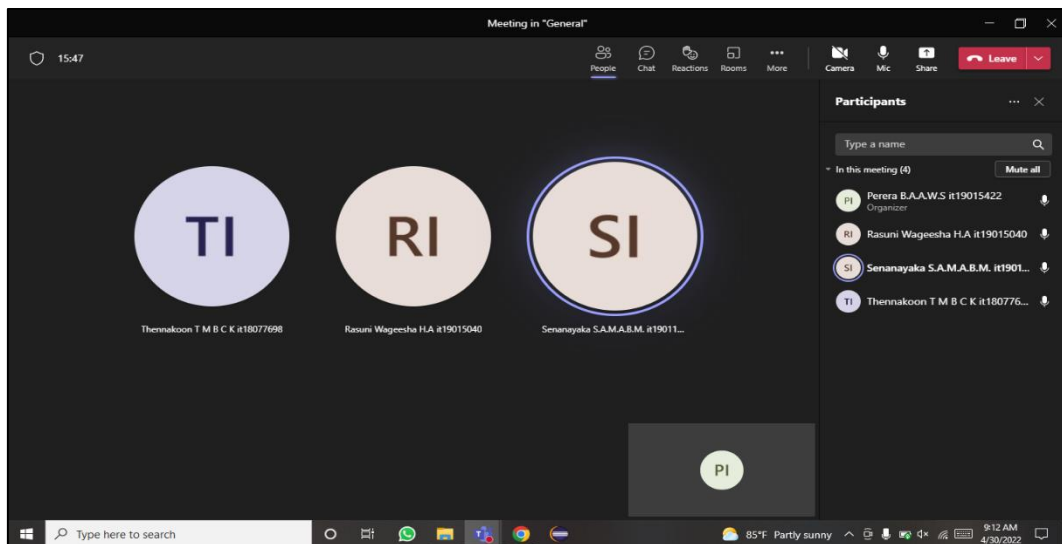 Meeting in "General"
15:47
People
Chat
Reactions
Rooms
More
Camera
Mic
Share
Leave
Participants
Type a name
In this meeting (4)
Mute all
PI
Perera B.A.A.W.S it19015422
Organizer
RI
Rasuni Wageesha H.A it19015040
SI
Senanayaka S.A.M.A.B.M. it1901...
TI
Thennakoon T M B C K it180776...
TI
RI
SI
Thennakoon T M B C K it18077698
Rasuni Wageesha H.A it19015040
Senanayaka S.A.M.A.B.M. it19011...
PI
Type here to search
85°F Partly sunny
9:12 AM
4/30/2022